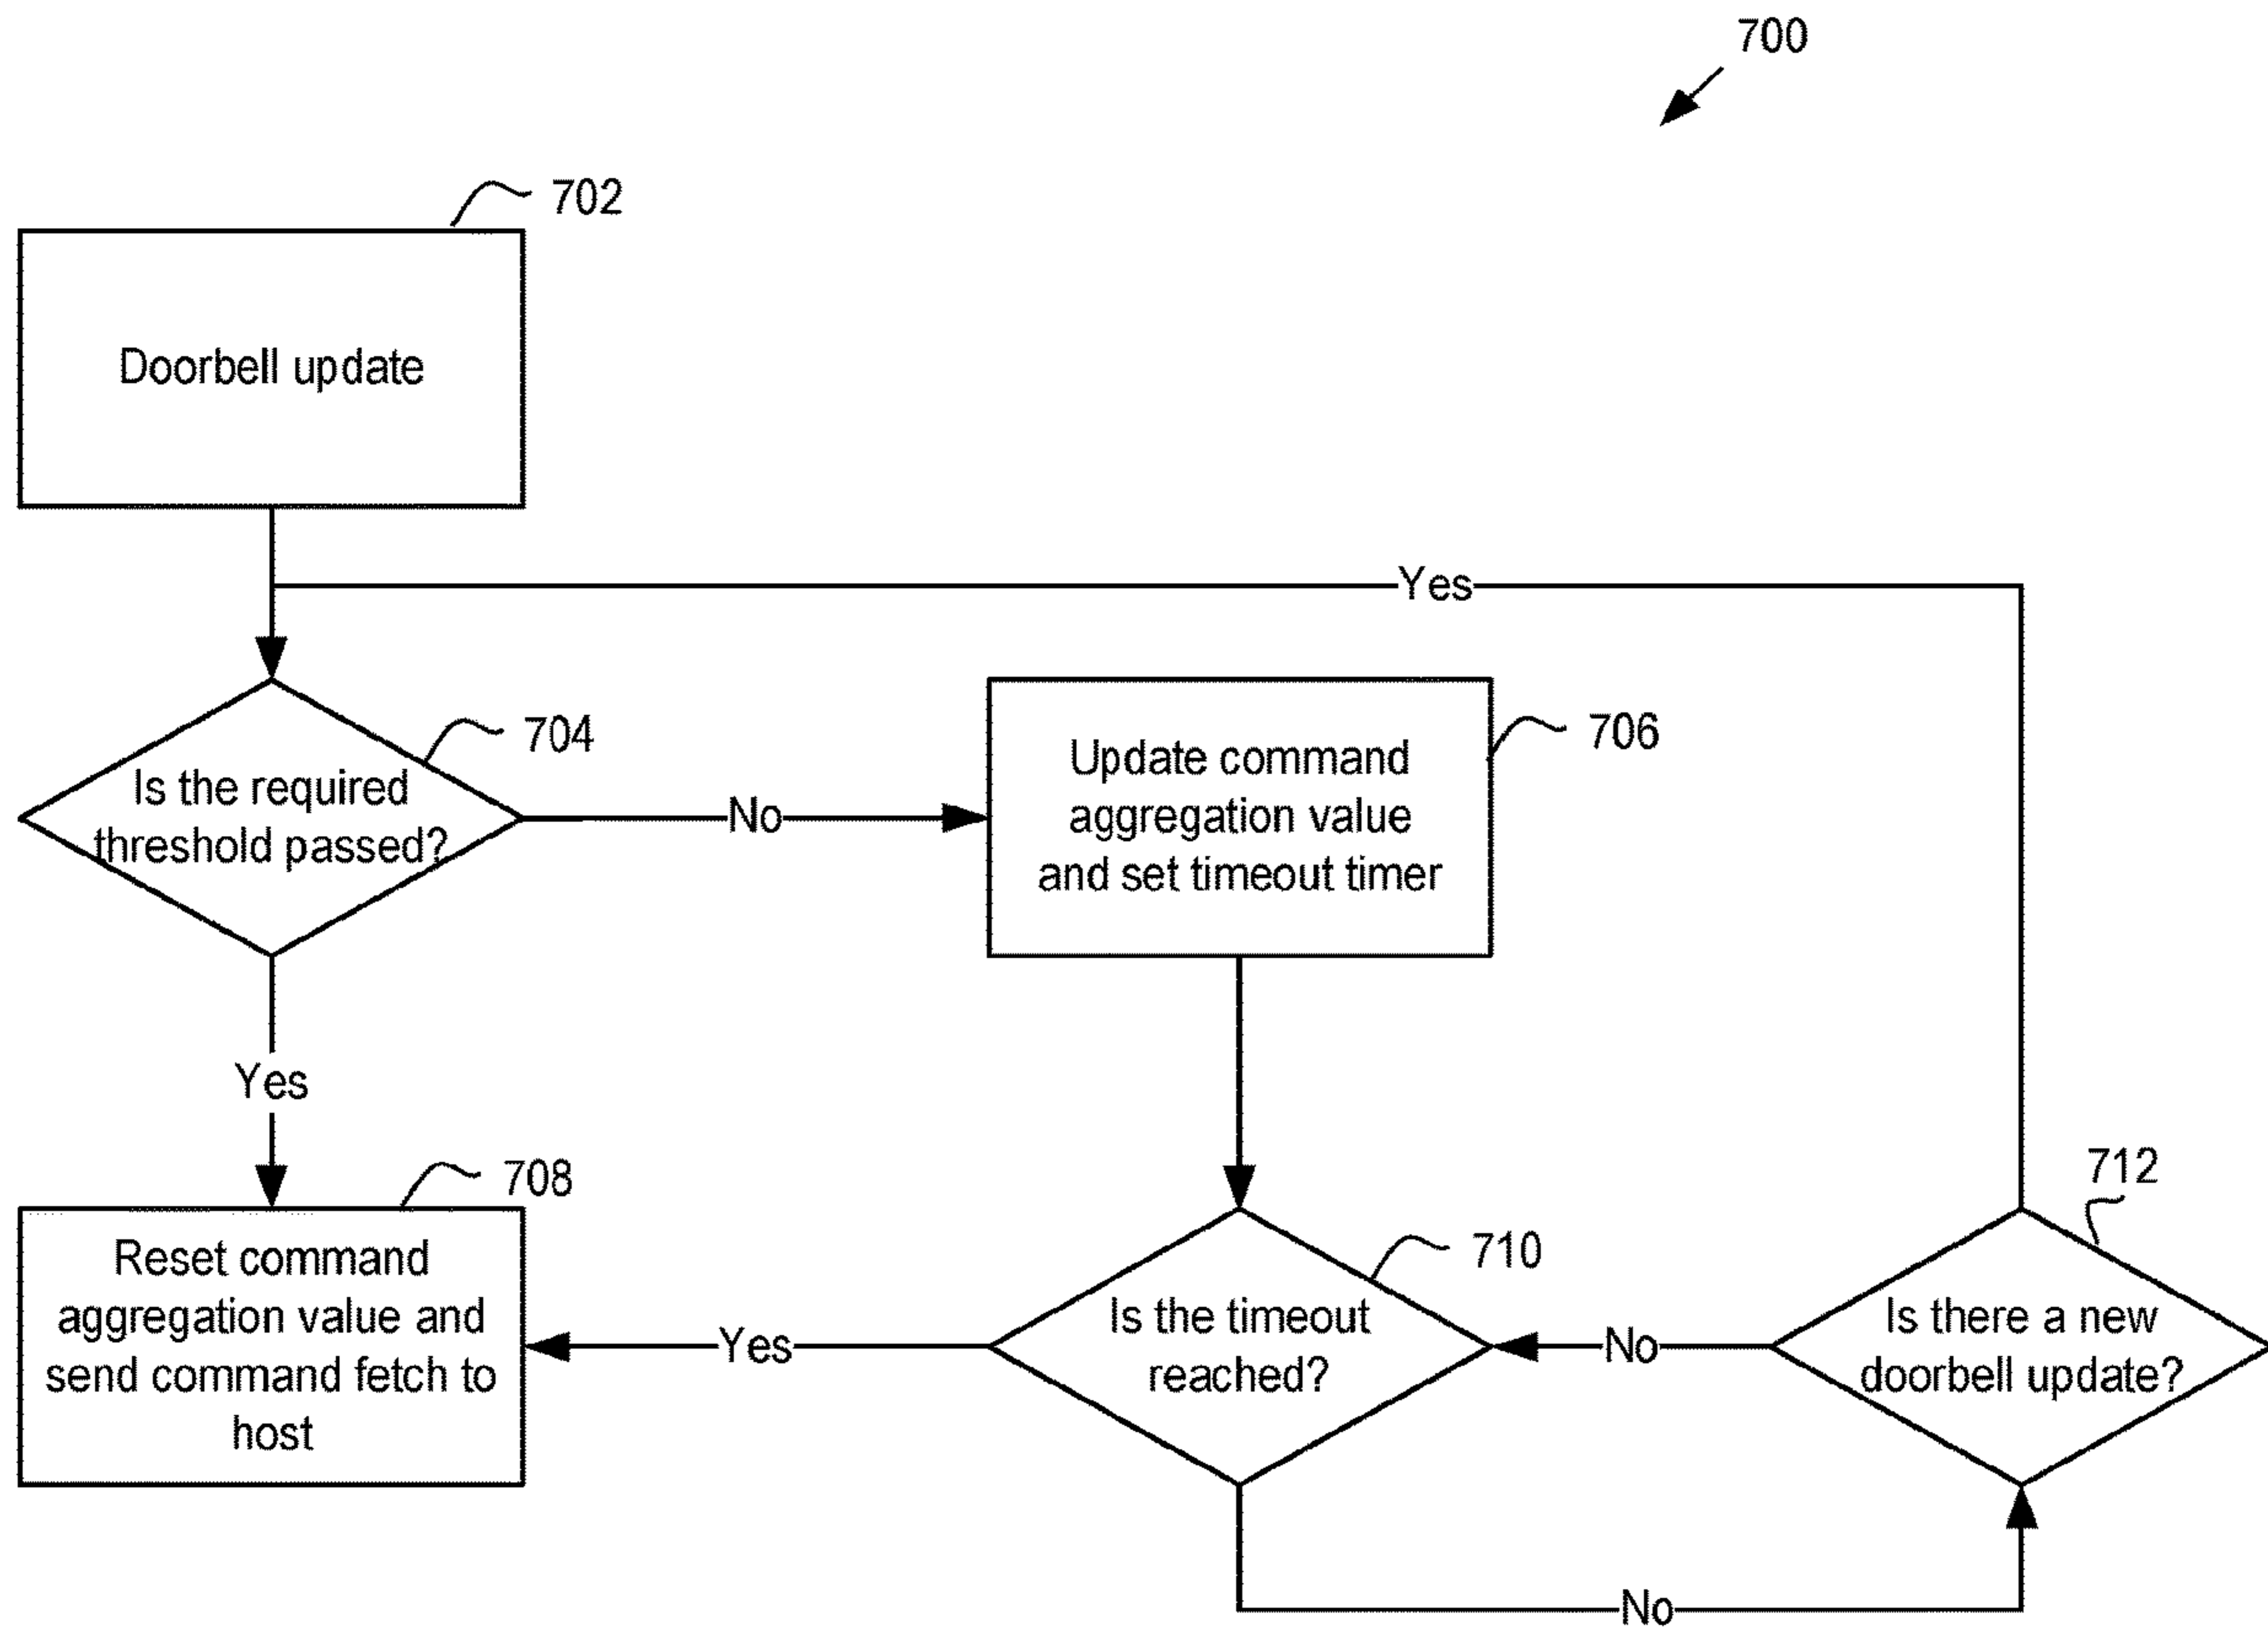 700
702
Doorbell update
Yes
704
Is the required
threshold passed?
No
706
Update command
aggregation value
and set timeout timer
Yes
708
Reset command
aggregation value and
send command fetch to
host
Yes
710
Is the timeout
reached?
No
712
Is there a new
doorbell update?
No